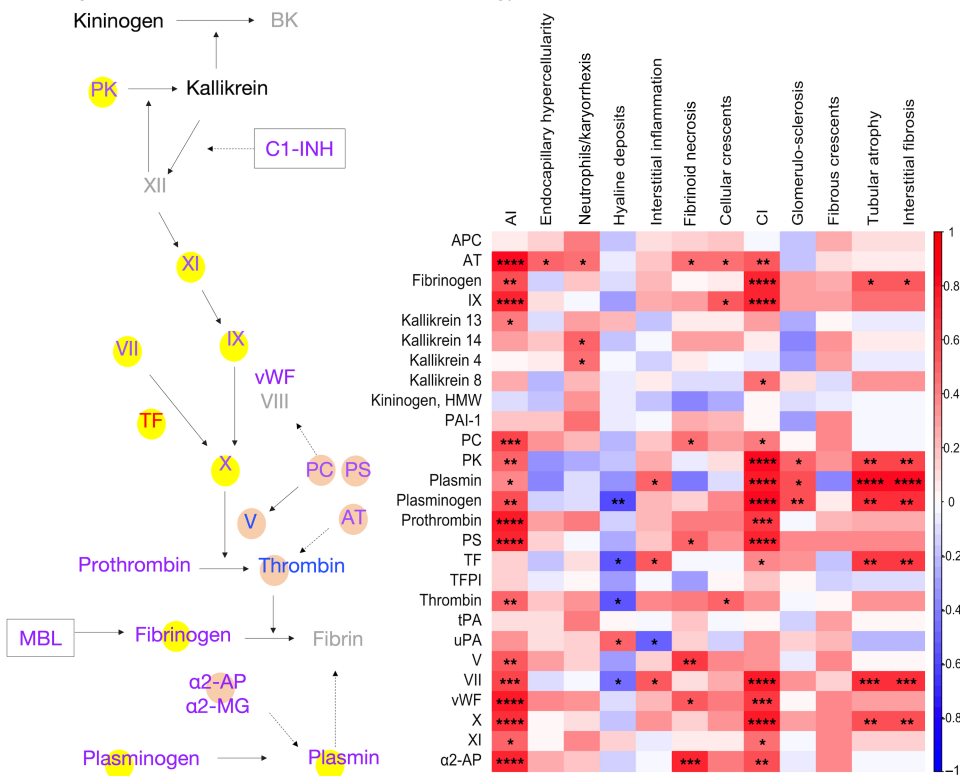 Kininogen
BK
PK
Kallikrein
C1-INH
XII
XI
VII
IX
vWF
VIII
TF
X
PC
PS
V
AT
Prothrombin
Thrombin
MBL
Fibrinogen
Fibrin
α2-AP
α2-MG
Plasminogen
Plasmin
AI
Endocapillary hypercellularity
Neutrophils/karyorrhexis
Hyaline deposits
Interstitial inflammation
Fibrinoid necrosis
Cellular crescents
CI
Glomerulo-sclerosis
Fibrous crescents
Tubular atrophy
Interstitial fibrosis
APC
AT **** * * * * **
Fibrinogen ** **** * *
IX **** * ****
Kallikrein 13 *
Kallikrein 14 *
Kallikrein 4 *
Kallikrein 8 *
Kininogen, HMW
PAI-1
PC *** * *
PK ** **** * ** **
Plasmin * * **** * **** ****
Plasminogen ** ** **** ** ** **
Prothrombin **** ***
PS **** * ****
TF * * * ** **
TFPI
Thrombin ** * *
tPA
uPA * *
V ** **
VII *** * * **** *** ***
vWF **** * ***
X **** **** ** **
XI * *
α2-AP **** *** **
1
0.8
0.6
0.4
0.2
0
-0.2
-0.4
-0.6
-0.8
-1